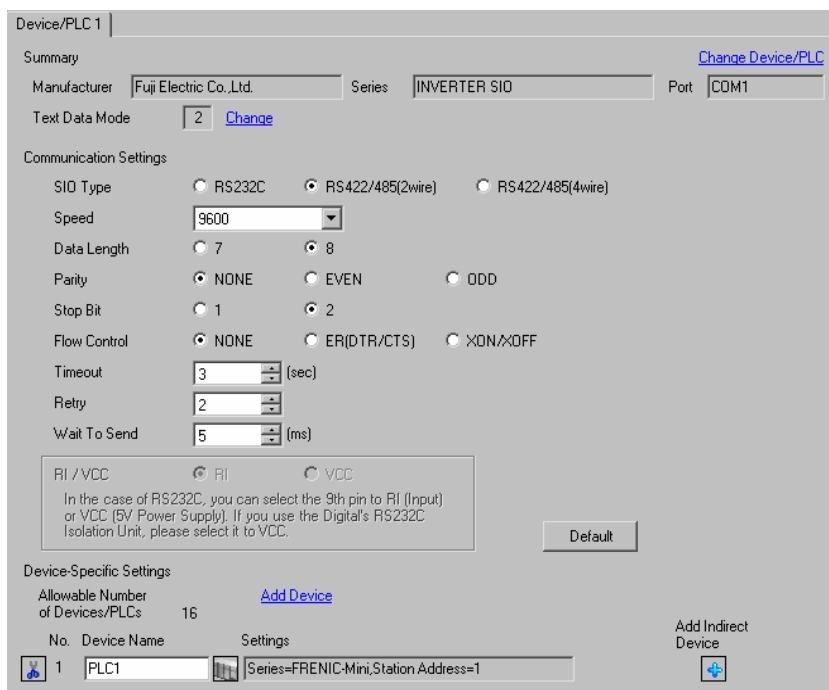 Device/PLC 1
Summary
Change Device/PLC
Manufacturer Fuji Electric Co.,Ltd. Series INVERTER SIO Port COM1
Text Data Mode 2 Change
Communication Settings
SIO Type RS232C RS422/485(2wire) RS422/485(4wire)
Speed 9600
Data Length 7 8
Parity NONE EVEN ODD
Stop Bit 1 2
Flow Control NONE ER(DTR/CTS) XON/XOFF
Timeout 3 (sec)
Retry 2
Wait To Send 5 (ms)
RI / VCC RI VCC
In the case of RS232C, you can select the 9th pin to RI (Input)
or VCC (5V Power Supply). If you use the Digital's RS232C
Isolation Unit, please select it to VCC.
Default
Device-Specific Settings
Allowable Number
of Devices/PLCs 16
Add Device
Add Indirect
Device
No. Device Name Settings
1 PLC1 Series=FRENIC-Mini,Station Address=1